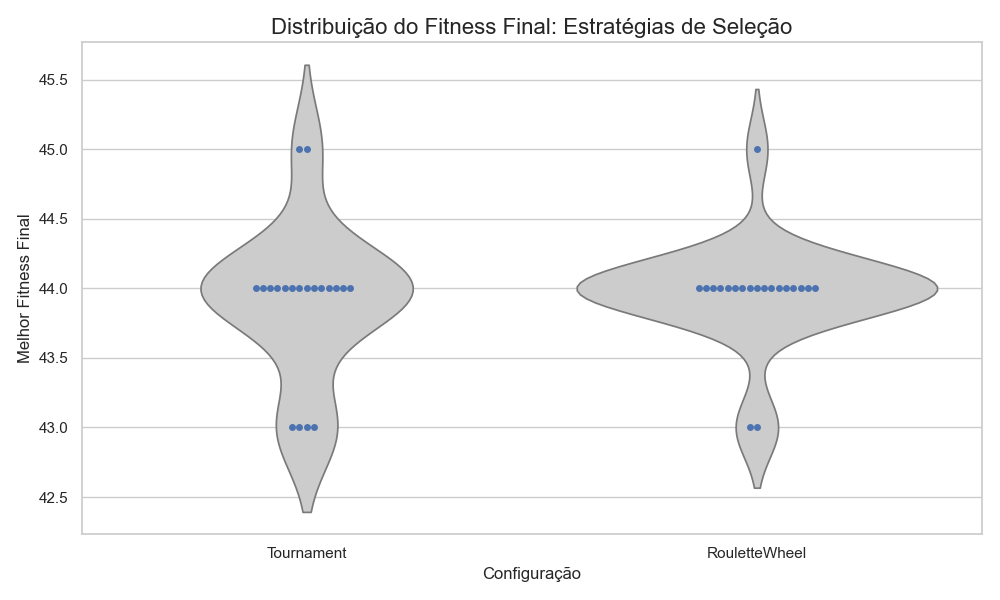 Distribuição do Fitness Final: Estratégias de Seleção
45.5
45.0
44.5
44.0
43.5
43.0
42.5
Melhor Fitness Final
Tournament
RouletteWheel
Configuração